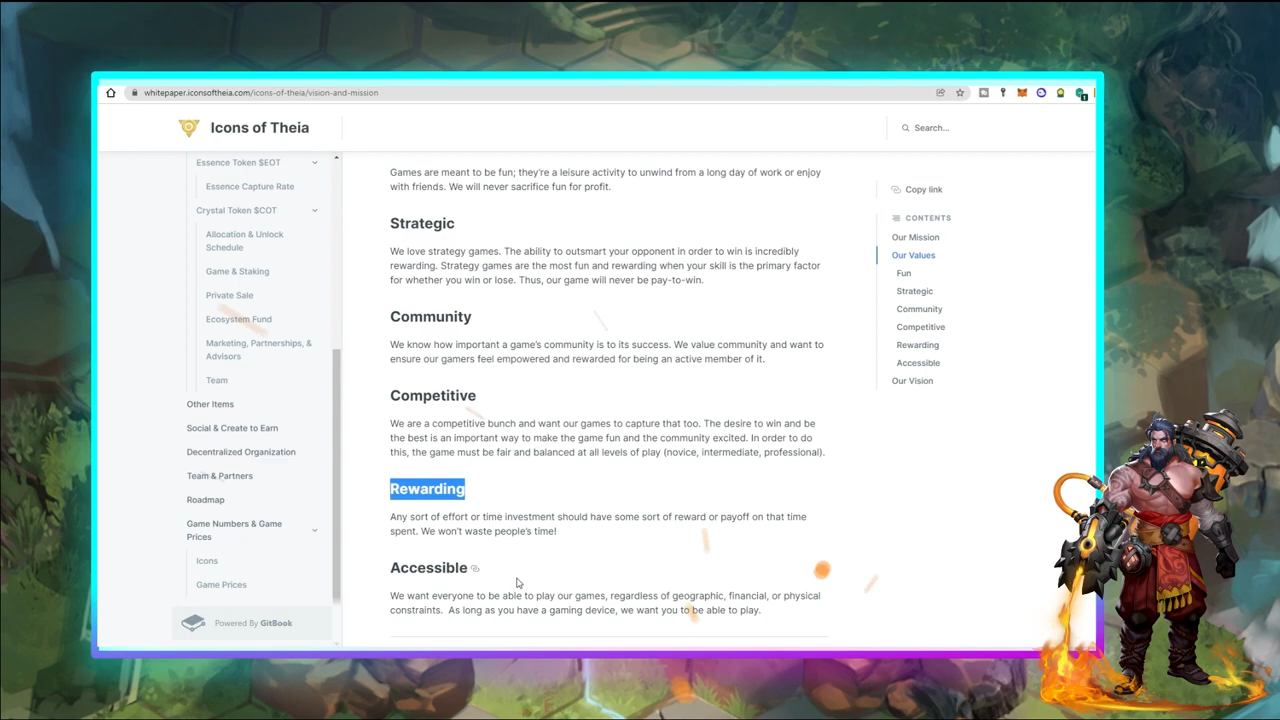 whitepaper.iconsoftheia.com/icons-of-theia/vision-and-mission
1
Icons of Theia
Search...
Essence Token $EOT
Essence Capture Rate
Crystal Token $COT
Allocation & Unlock
Schedule
Game & Staking
Private Sale
Ecosystem Fund
Marketing, Partnerships, &
Advisors
Team
Other Items
Social & Create to Earn
Decentralized Organization
Team & Partners
Roadmap
Game Numbers & Game
Prices
Icons
Game Prices
Powered By GitBook
Games are meant to be fun; they're a leisure activity to unwind from a long day of work or enjoy
with friends. We will never sacrifice fun for profit.
Strategic
We love strategy games. The ability to outsmart your opponent in order to win is incredibly
rewarding. Strategy games are the most fun and rewarding when your skill is the primary factor
for whether you win or lose. Thus, our game will never be pay-to-win.
Community
We know how important a game's community is to its success. We value community and want to
ensure our gamers feel empowered and rewarded for being an active member of it.
Competitive
We are a competitive bunch and want our games to capture that too. The desire to win and be
the best is an important way to make the game fun and the community excited. In order to do
this, the game must be fair and balanced at all levels of play (novice, intermediate, professional).
Rewarding
Any sort of effort or time investment should have some sort of reward or payoff on that time
spent. We won't waste people's time!
Accessible
We want everyone to be able to play our games, regardless of geographic, financial, or physical
constraints. As long as you have a gaming device, we want you to be able to play.
Copy link
CONTENTS
Our Mission
Our Values
Fun
Strategic
Community
Competitive
Rewarding
Accessible
Our Vision